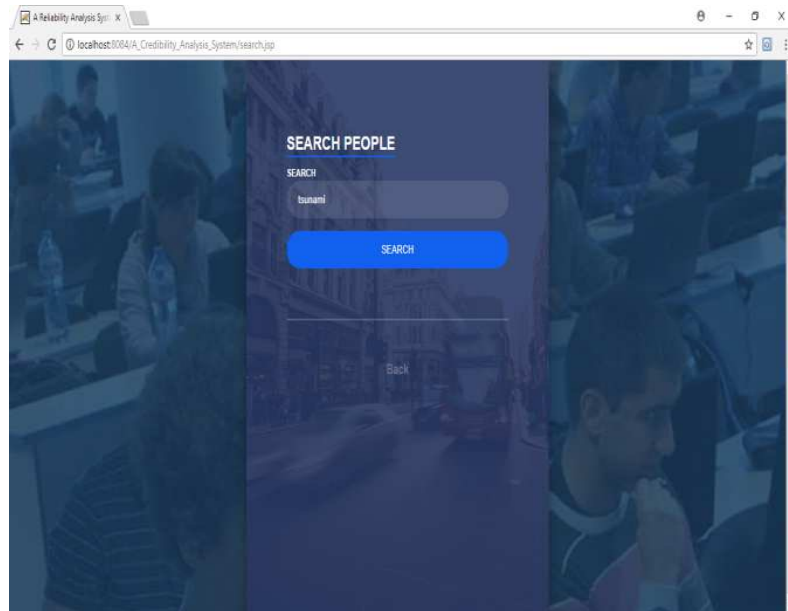 A Reliability Analysis Syst
localhost:8084/A_Credibility_Analysis_System/search.jsp
SEARCH PEOPLE
SEARCH
tsunami
SEARCH
Back